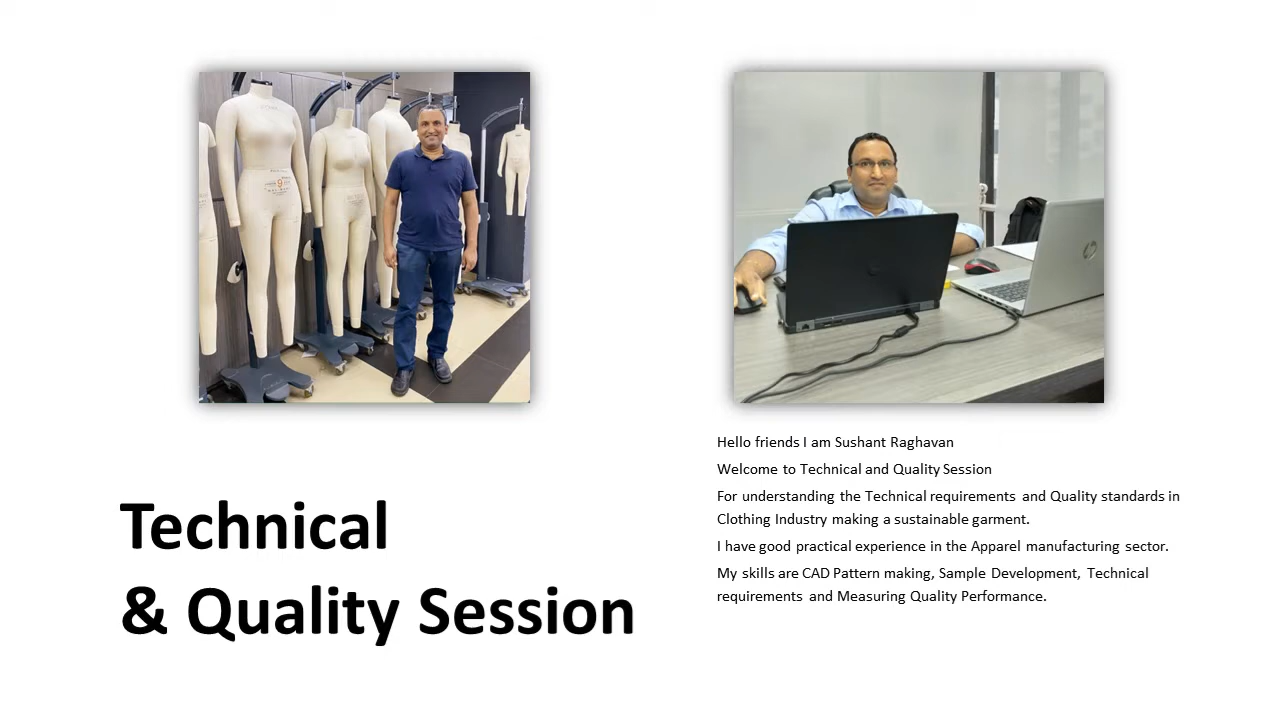 Technical
& Quality Session
Hello friends I am Sushant Raghavan
Welcome to Technical and Quality Session
For understanding the Technical requirements and Quality standards in
Clothing Industry making a sustainable garment.
I have good practical experience in the Apparel manufacturing sector.
My skills are CAD Pattern making, Sample Development, Technical
requirements and Measuring Quality Performance.